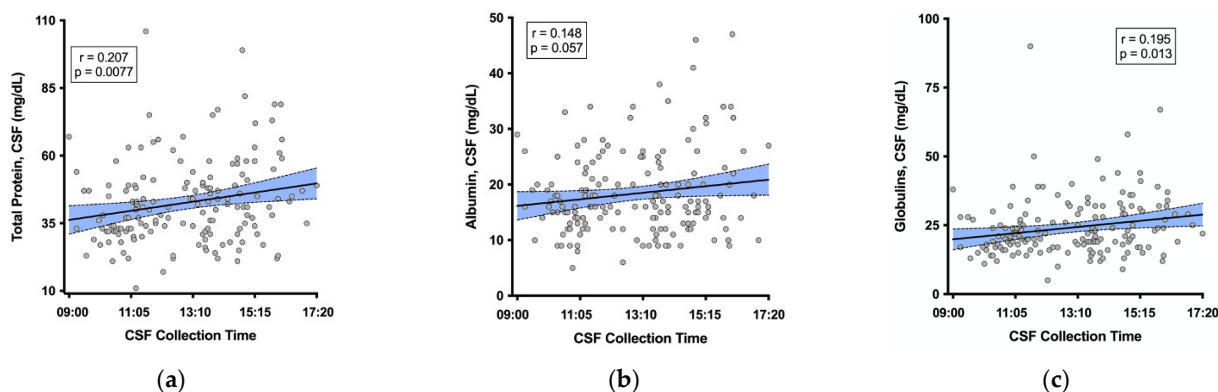 Total Protein, CSF (mg/dL)
110
85
60
35
10
r = 0.207
p = 0.0077
09:00 11:05 13:10 15:15 17:20
CSF Collection Time
(a)
Albumin, CSF (mg/dL)
50
40
30
20
10
0
r = 0.148
p = 0.057
09:00 11:05 13:10 15:15 17:20
CSF Collection Time
(b)
Globulins, CSF (mg/dL)
100
75
50
25
0
r = 0.195
p = 0.013
09:00 11:05 13:10 15:15 17:20
CSF Collection Time
(c)